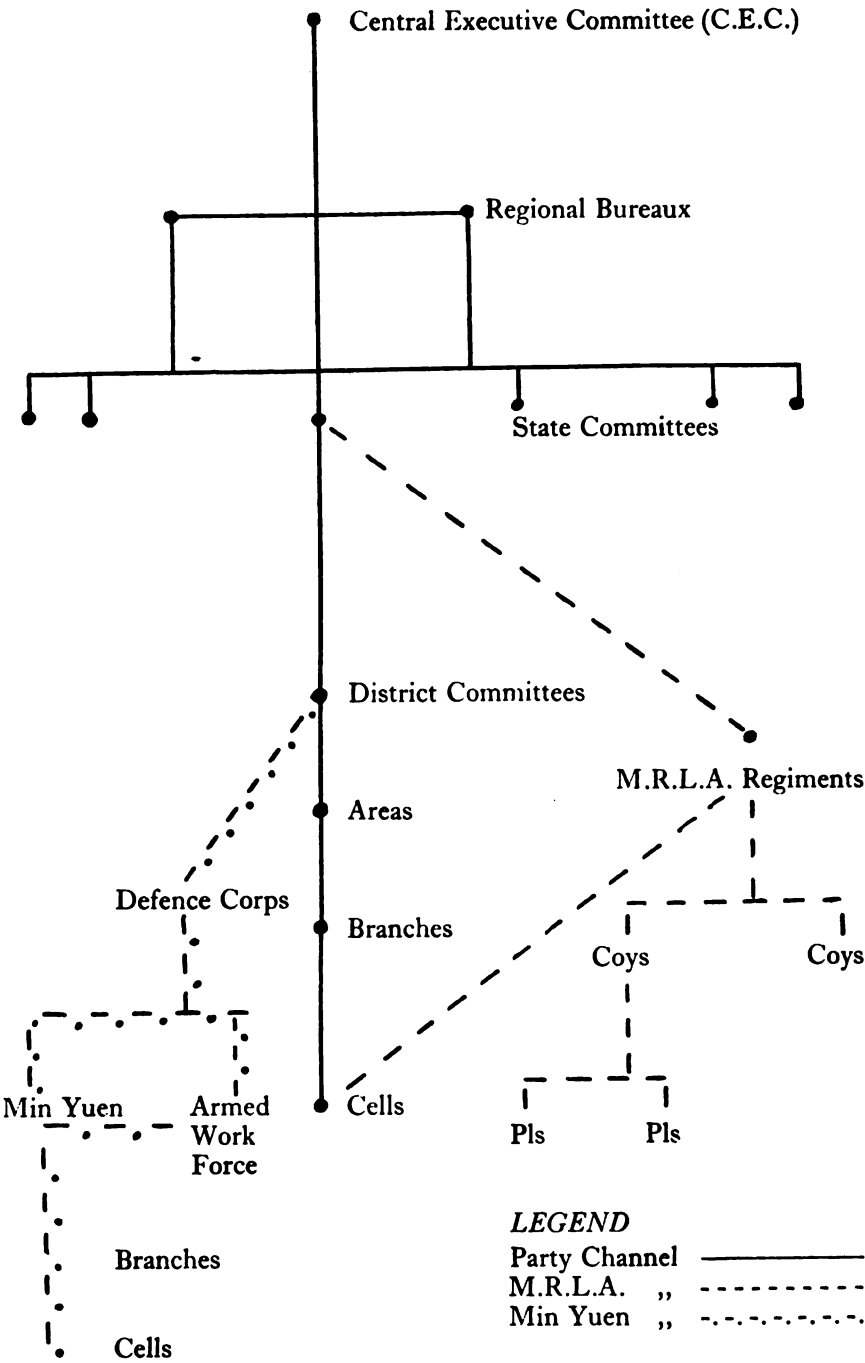 Central Executive Committee (C.E.C.)
Regional Bureaux
State Committees
District Committees
M.R.L.A. Regiments
Areas
Defence Corps
Branches
Coys
Coys
Min Yuen
Armed
Work
Force
Cells
Pls
Pls
Branches
Cells
LEGEND
Party Channel
M.R.L.A. „
Min Yuen „